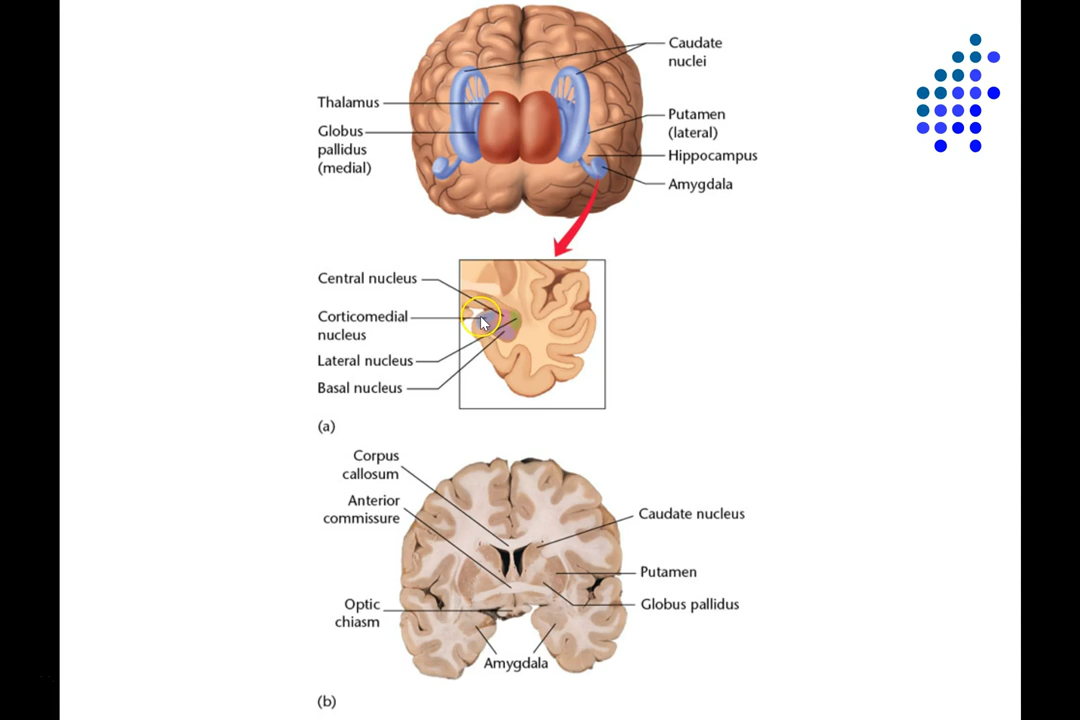 Caudate
nuclei
Thalamus
Globus
pallidus
(medial)
Putamen
(lateral)
Hippocampus
Amygdala
Central nucleus
Corticomedial
nucleus
Lateral nucleus
Basal nucleus
(a)
Corpus
callosum
Anterior
commissure
Optic
chiasm
Caudate nucleus
Putamen
Globus pallidus
Amygdala
(b)